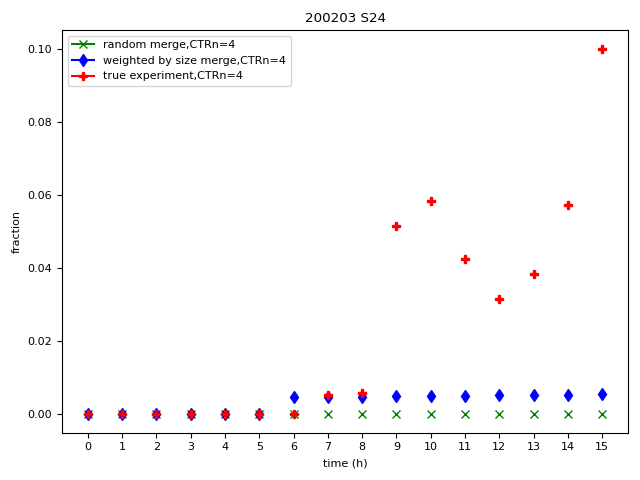 200203 S24
random merge,CTRn=4
weighted by size merge,CTRn=4
true experiment,CTRn=4
0.10
0.08
0.06
0.04
0.02
0.00
fraction
0 1 2 3 4 5 6 7 8 9 10 11 12 13 14 15
time (h)